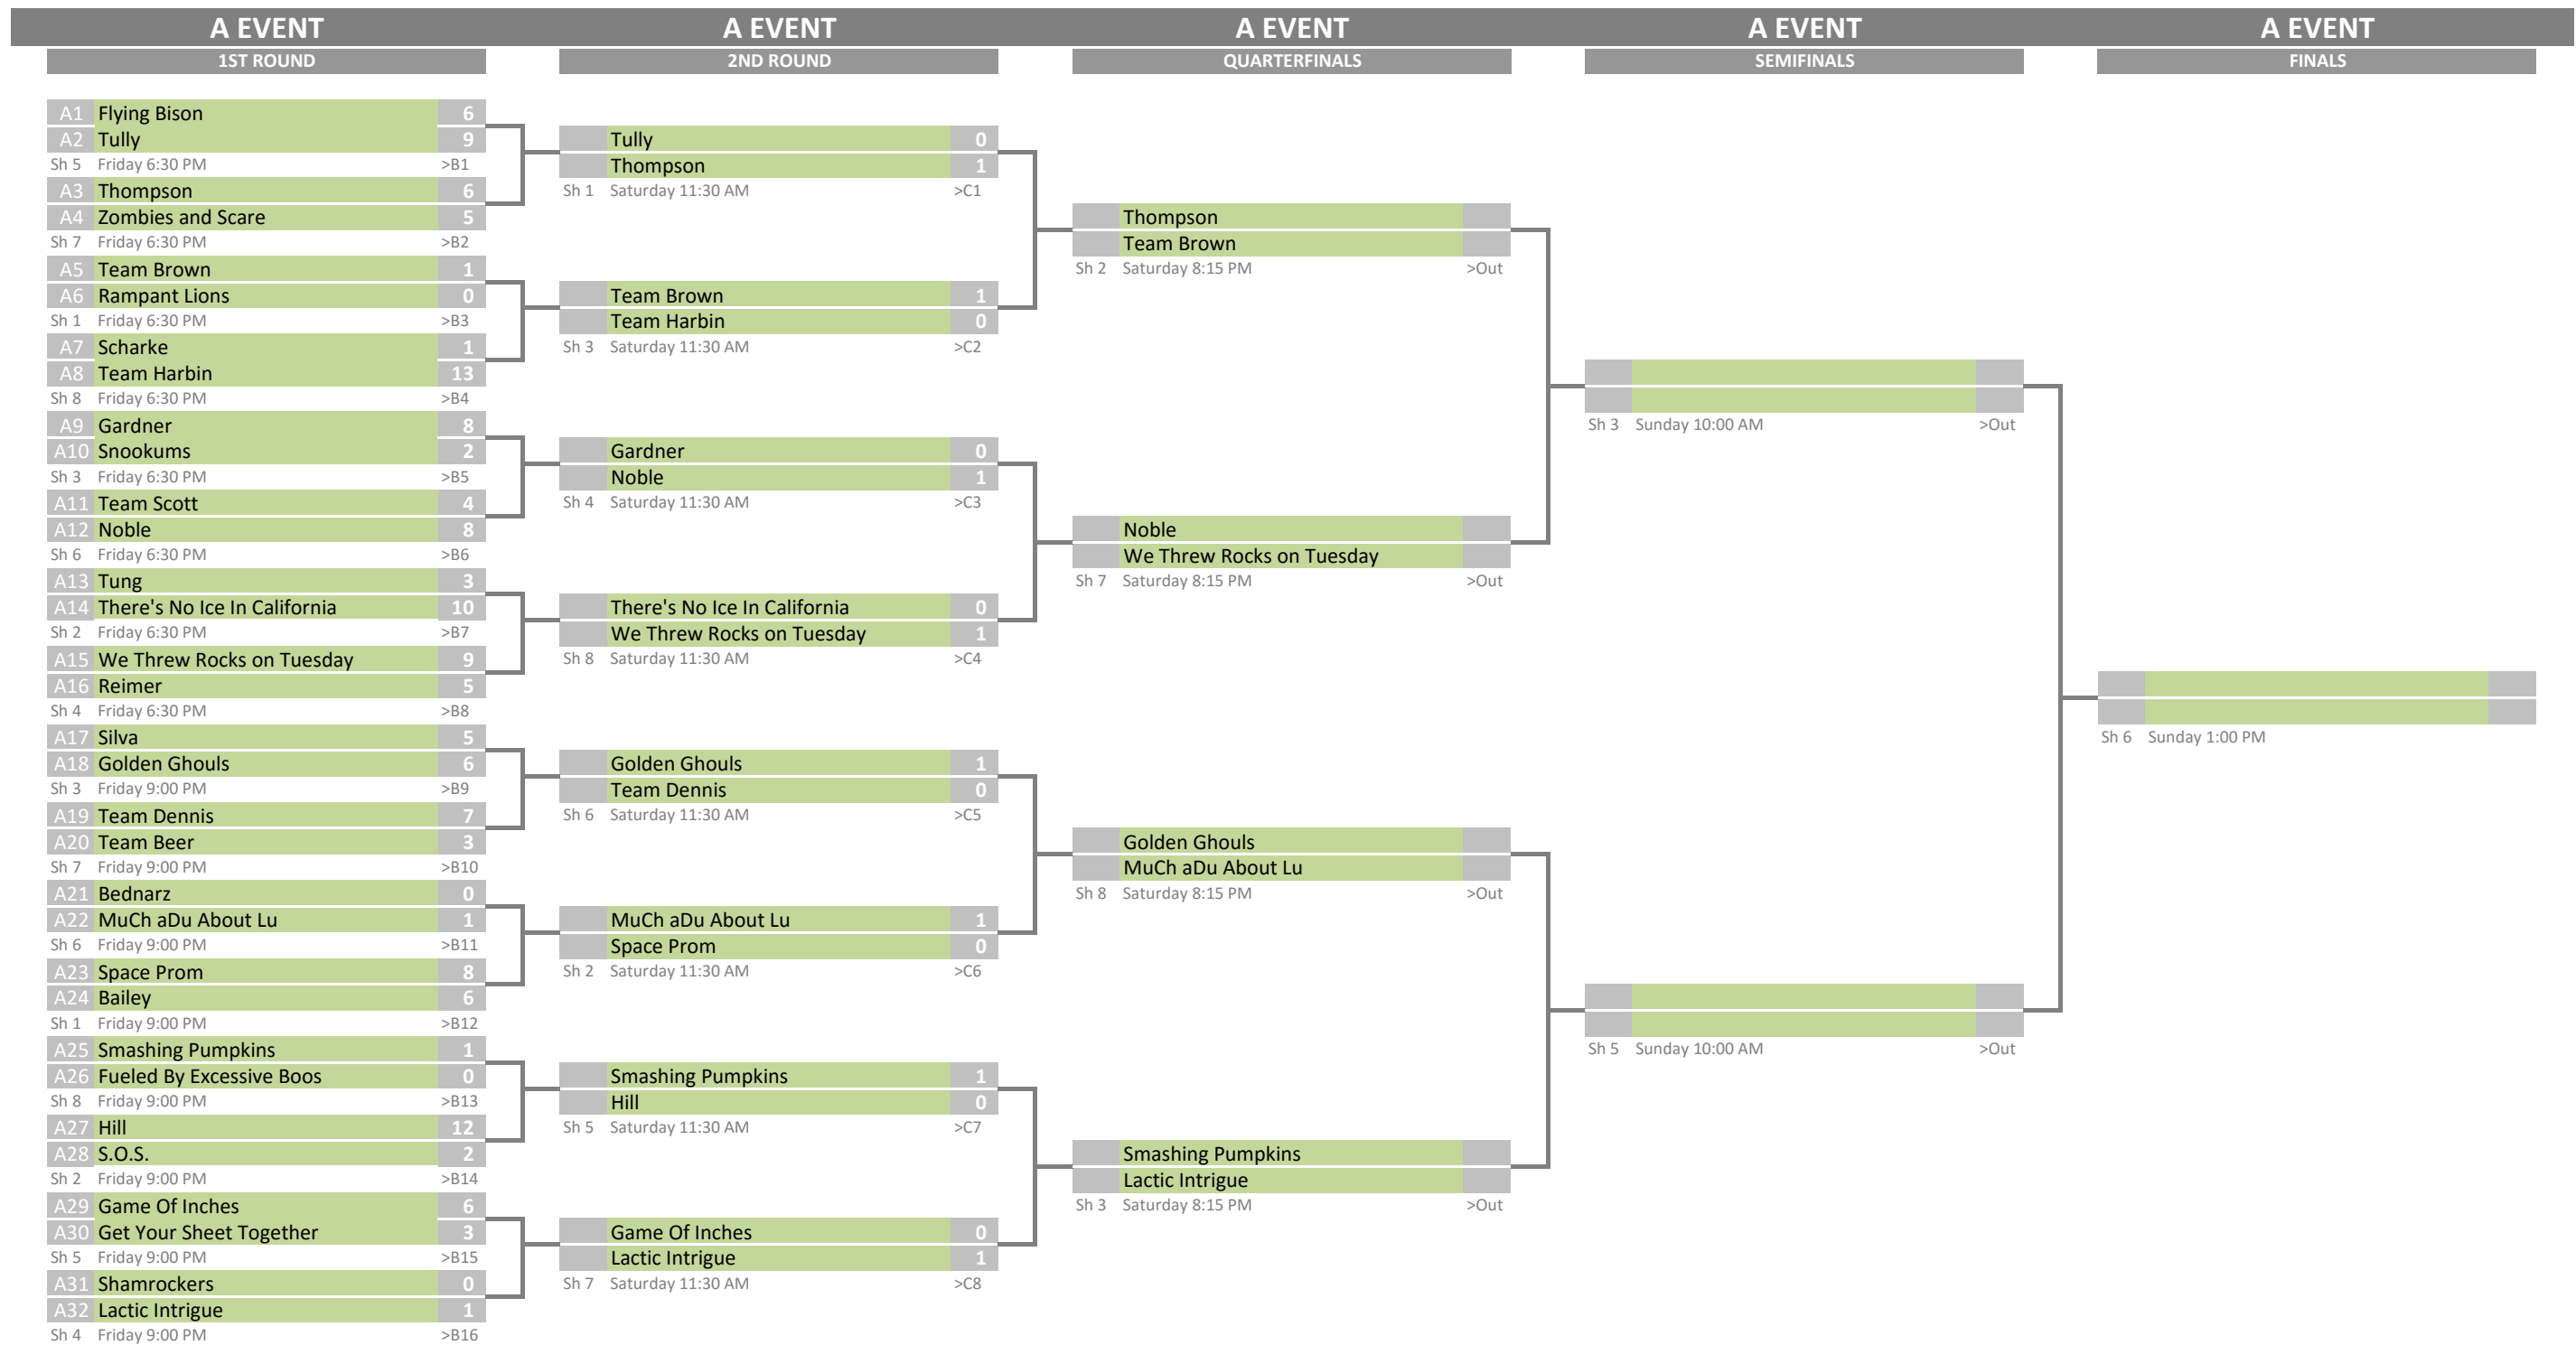 A EVENT A EVENT A EVENT A EVENT A EVENT
1ST ROUND 2ND ROUND QUARTERFINALS SEMIFINALS FINALS
A1 Flying Bison 6
A2 Tully 9
Sh 5 Friday 6:30 PM >B1
A3 Thompson 6
A4 Zombies and Scare 5
Sh 7 Friday 6:30 PM >B2
A5 Team Brown 1
A6 Rampant Lions 0
Sh 1 Friday 6:30 PM >B3
A7 Scharke 1
A8 Team Harbin 13
Sh 8 Friday 6:30 PM >B4
A9 Gardner 8
A10 Snookums 2
Sh 3 Friday 6:30 PM >B5
A11 Team Scott 4
A12 Noble 8
Sh 6 Friday 6:30 PM >B6
A13 Tung 3
A14 There's No Ice In California 10
Sh 2 Friday 6:30 PM >B7
A15 We Threw Rocks on Tuesday 9
A16 Reimer 5
Sh 4 Friday 6:30 PM >B8
A17 Silva 5
A18 Golden Ghouls 6
Sh 3 Friday 9:00 PM >B9
A19 Team Dennis 7
A20 Team Beer 3
Sh 7 Friday 9:00 PM >B10
A21 Bednarz 0
A22 MuCh aDu About Lu 1
Sh 6 Friday 9:00 PM >B11
A23 Space Prom 8
A24 Bailey 6
Sh 1 Friday 9:00 PM >B12
A25 Smashing Pumpkins 1
A26 Fueled By Excessive Boos 0
Sh 8 Friday 9:00 PM >B13
A27 Hill 12
A28 S.O.S. 2
Sh 2 Friday 9:00 PM >B14
A29 Game Of Inches 6
A30 Get Your Sheet Together 3
Sh 5 Friday 9:00 PM >B15
A31 Shamrockers 0
A32 Lactic Intrigue 1
Sh 4 Friday 9:00 PM >B16
Tully 0
Thompson 1
Sh 1 Saturday 11:30 AM >C1
Team Brown 1
Team Harbin 0
Sh 3 Saturday 11:30 AM >C2
Gardner 0
Noble 1
Sh 4 Saturday 11:30 AM >C3
There's No Ice In California 0
We Threw Rocks on Tuesday 1
Sh 8 Saturday 11:30 AM >C4
Golden Ghouls 1
Team Dennis 0
Sh 6 Saturday 11:30 AM >C5
MuCh aDu About Lu 1
Space Prom 0
Sh 2 Saturday 11:30 AM >C6
Smashing Pumpkins 1
Hill 0
Sh 5 Saturday 11:30 AM >C7
Game Of Inches 0
Lactic Intrigue 1
Sh 7 Saturday 11:30 AM >C8
Thompson
Team Brown
Sh 2 Saturday 8:15 PM >Out
Noble
We Threw Rocks on Tuesday
Sh 7 Saturday 8:15 PM >Out
Golden Ghouls
MuCh aDu About Lu
Sh 8 Saturday 8:15 PM >Out
Smashing Pumpkins
Lactic Intrigue
Sh 3 Saturday 8:15 PM >Out
Sh 3 Sunday 10:00 AM >Out
Sh 5 Sunday 10:00 AM >Out
Sh 6 Sunday 1:00 PM